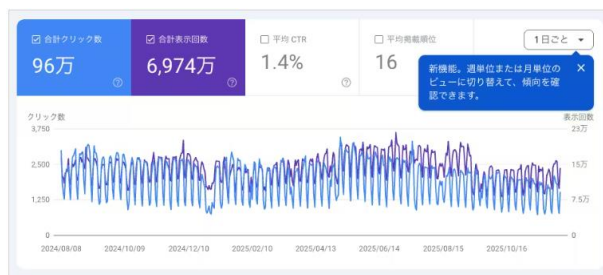 合計クリック数
96万
合計表示回数
6,974万
平均 CTR
1.4%
平均掲載順位
16
1日ごと
新機能。週単位または月単位の
ビューに切り替えて、傾向を確
認できます。
クリック数
表示回数
3,750
23万
2,500
15万
1,250
7.5万
0
0
2024/08/08
2024/10/09
2024/12/10
2025/02/10
2025/04/13
2025/06/14
2025/08/15
2025/10/16